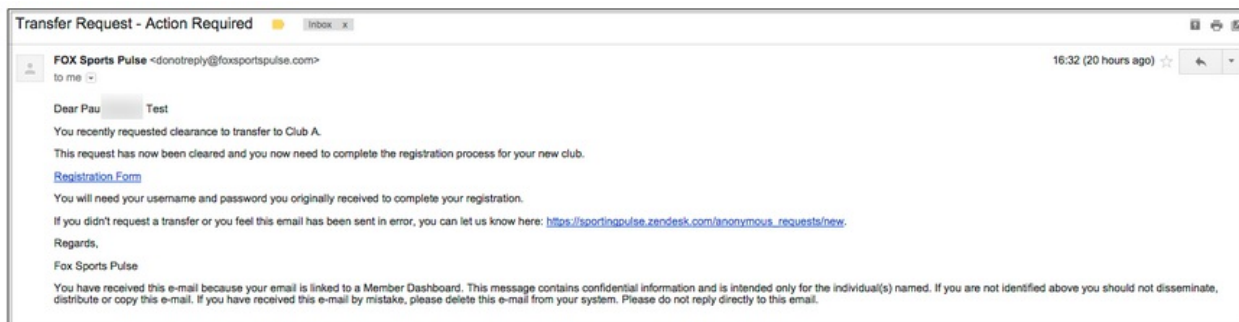 Transfer Request - Action Required
Inbox x
FOX Sports Pulse <donotreply@foxsportspulse.com>
16:32 (20 hours ago)
to me
Dear Pau Test
You recently requested clearance to transfer to Club A.
This request has now been cleared and you now need to complete the registration process for your new club.
Registration Form
You will need your username and password you originally received to complete your registration.
If you didn't request a transfer or you feel this email has been sent in error, you can let us know here: https://sportingpulse.zendesk.com/anonymous_requests/new.
Regards,
Fox Sports Pulse
You have received this e-mail because your email is linked to a Member Dashboard. This message contains confidential information and is intended only for the individual(s) named. If you are not identified above you should not disseminate,
distribute or copy this e-mail. If you have received this e-mail by mistake, please delete this e-mail from your system. Please do not reply directly to this email.